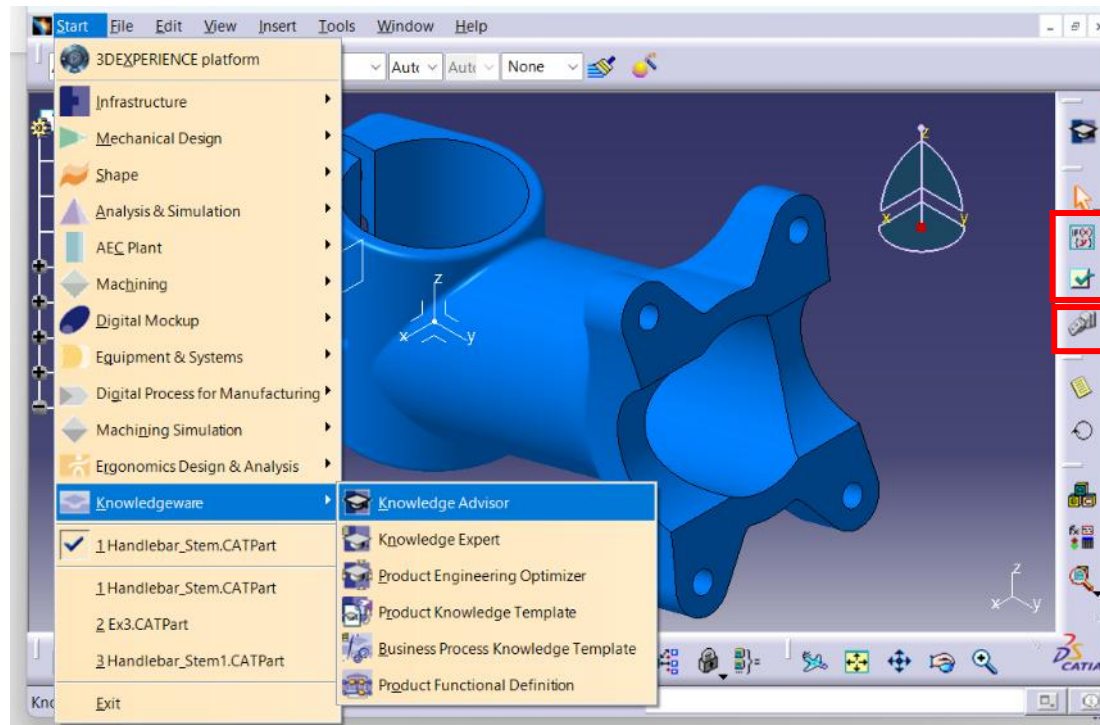 Start File Edit View Insert Tools Window Help
3DEXPERIENCE platform
Auto Auto None
Infrastructure
Mechanical Design
Shape
Analysis & Simulation
AEC Plant
Machining
Digital Mockup
Equipment & Systems
Digital Process for Manufacturing
Machining Simulation
Ergonomics Design & Analysis
Knowledgeware
Knowledge Advisor
Knowledge Expert
1 Handlebar_Stem.CATPart
Product Engineering Optimizer
1 Handlebar_Stem.CATPart
Product Knowledge Template
2 Ex3.CATPart
Business Process Knowledge Template
3 Handlebar_Stem1.CATPart
Product Functional Definition
Exit
z
x
y
z
x
y
z
x
y
CATIA